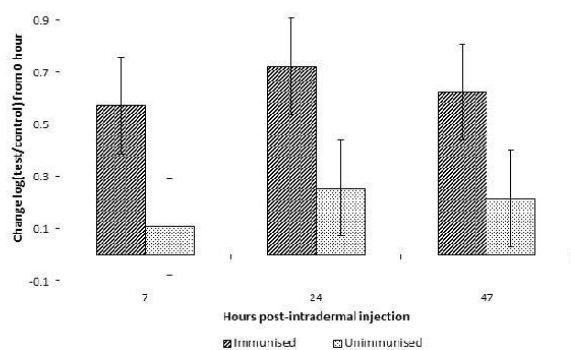 Change log(test/control) from 0 hour
0.9
0.7
0.5
0.3
0.1
-0.1
7
24
47
Hours post-intradermal injection
Immunised
Unimmunised